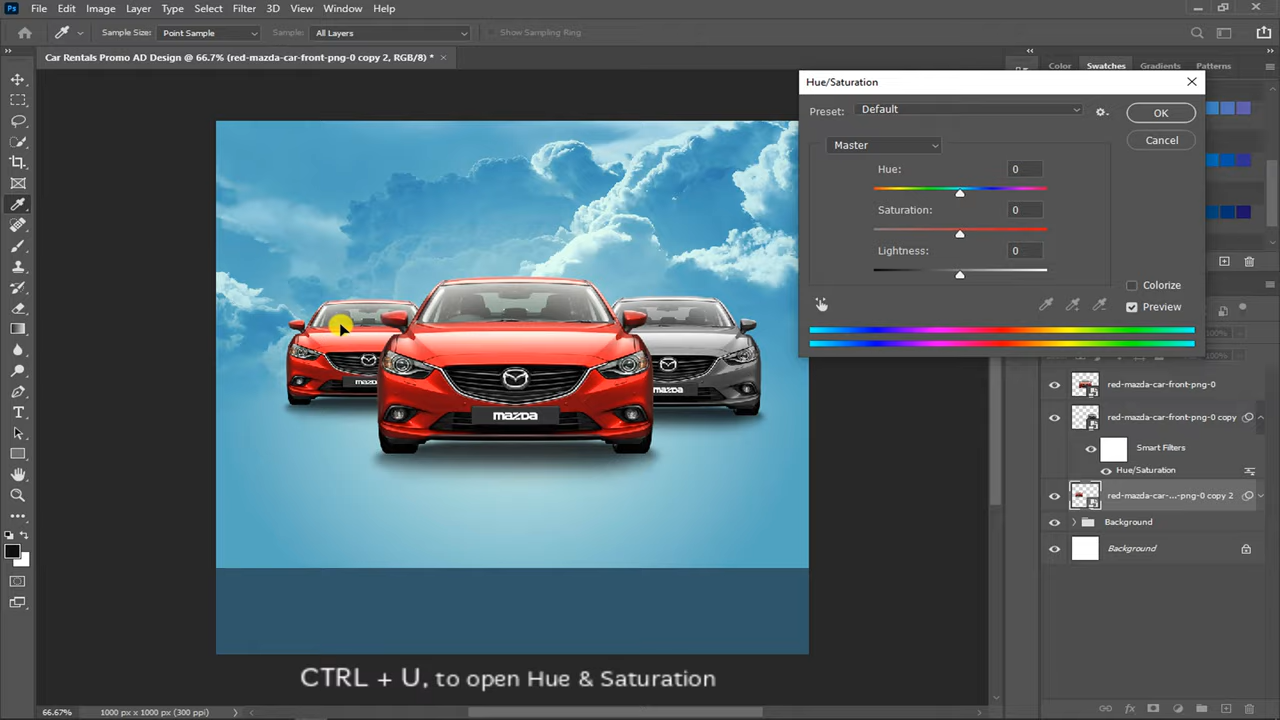 Ps File Edit Image Layer Type Select Filter 3D View Window Help
Sample Size: Point Sample Sample: All Layers Show Sampling Ring
Car Rentals Promo AD Design @ 66.7% (red-mazda-car-front-png-0 copy 2, RGB/8) *
Color Swatches Gradients Patterns
Hue/Saturation
Preset: Default
OK
Master
Cancel
Hue: 0
Saturation: 0
Lightness: 0
Colorize
Preview
mazda
mazda
mazda
red-mazda-car-front-png-0
red-mazda-car-front-png-0 copy
Smart Filters
Hue/Saturation
red-mazda-car-...-png-0 copy 2
Background
Background
CTRL + U, to open Hue & Saturation
66.67% 1000 px x 1000 px (300 ppi)